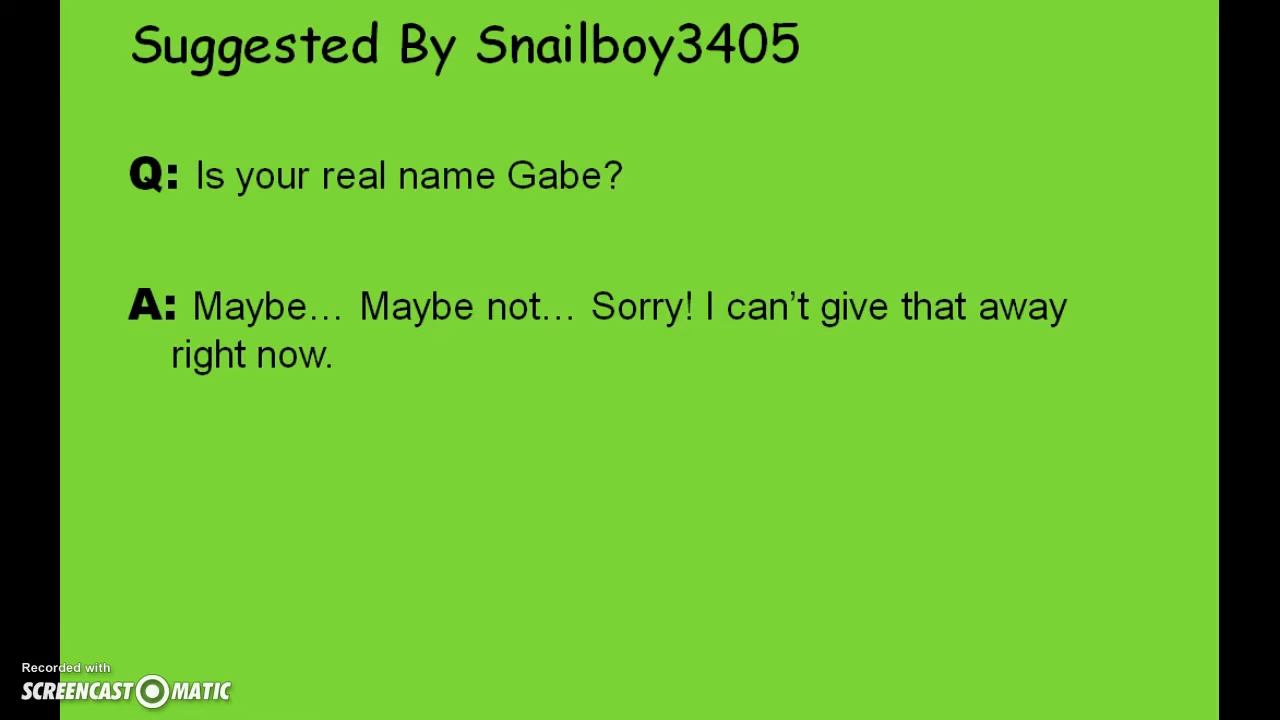 Suggested By Snailboy3405
Q: Is your real name Gabe?
A: Maybe… Maybe not… Sorry! I can’t give that away
right now.
Recorded with
SCREENCAST O MATIC